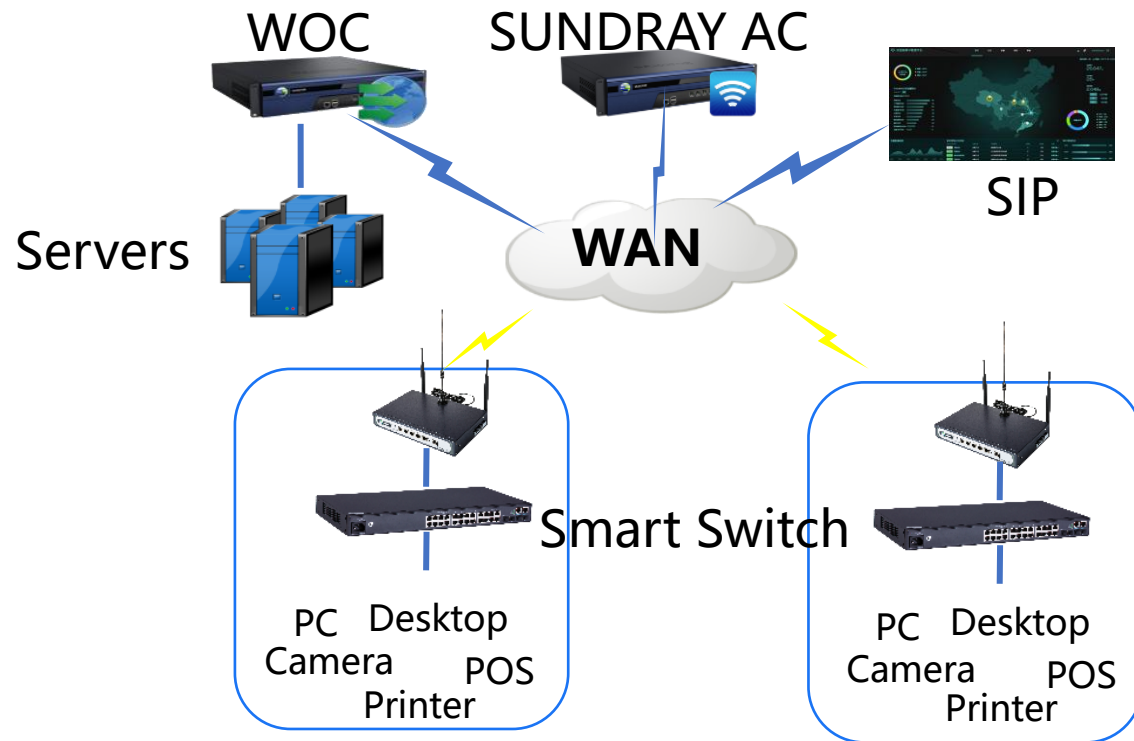 WOC
SUNDRAY AC
SIP
Servers
WAN
Smart Switch
PC Desktop
Camera POS
Printer
PC Desktop
Camera POS
Printer